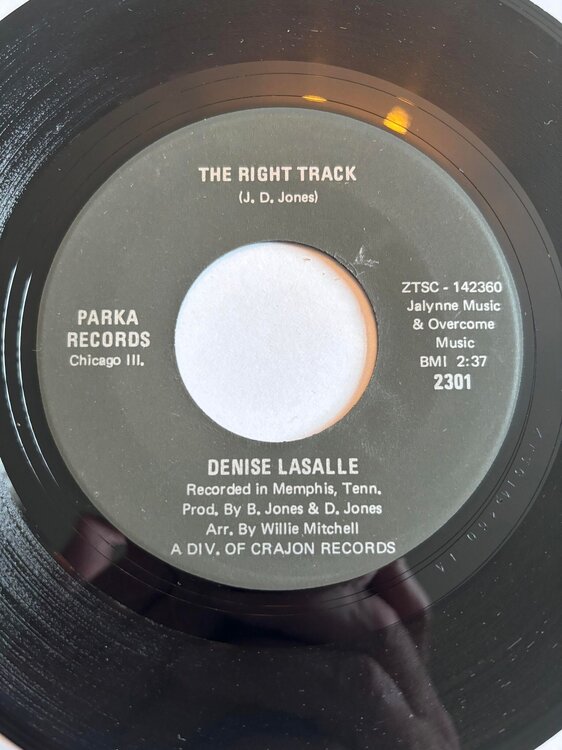 THE RIGHT TRACK
(J. D. Jones)
PARKA
RECORDS
Chicago Ill.
ZTSC - 142360
Jalynne Music
& Overcome
Music
BMI 2:37
2301
DENISE LASALLE
Recorded in Memphis, Tenn.
Prod. By B. Jones & D. Jones
Arr. By Willie Mitchell
A DIV. OF CRAJON RECORDS